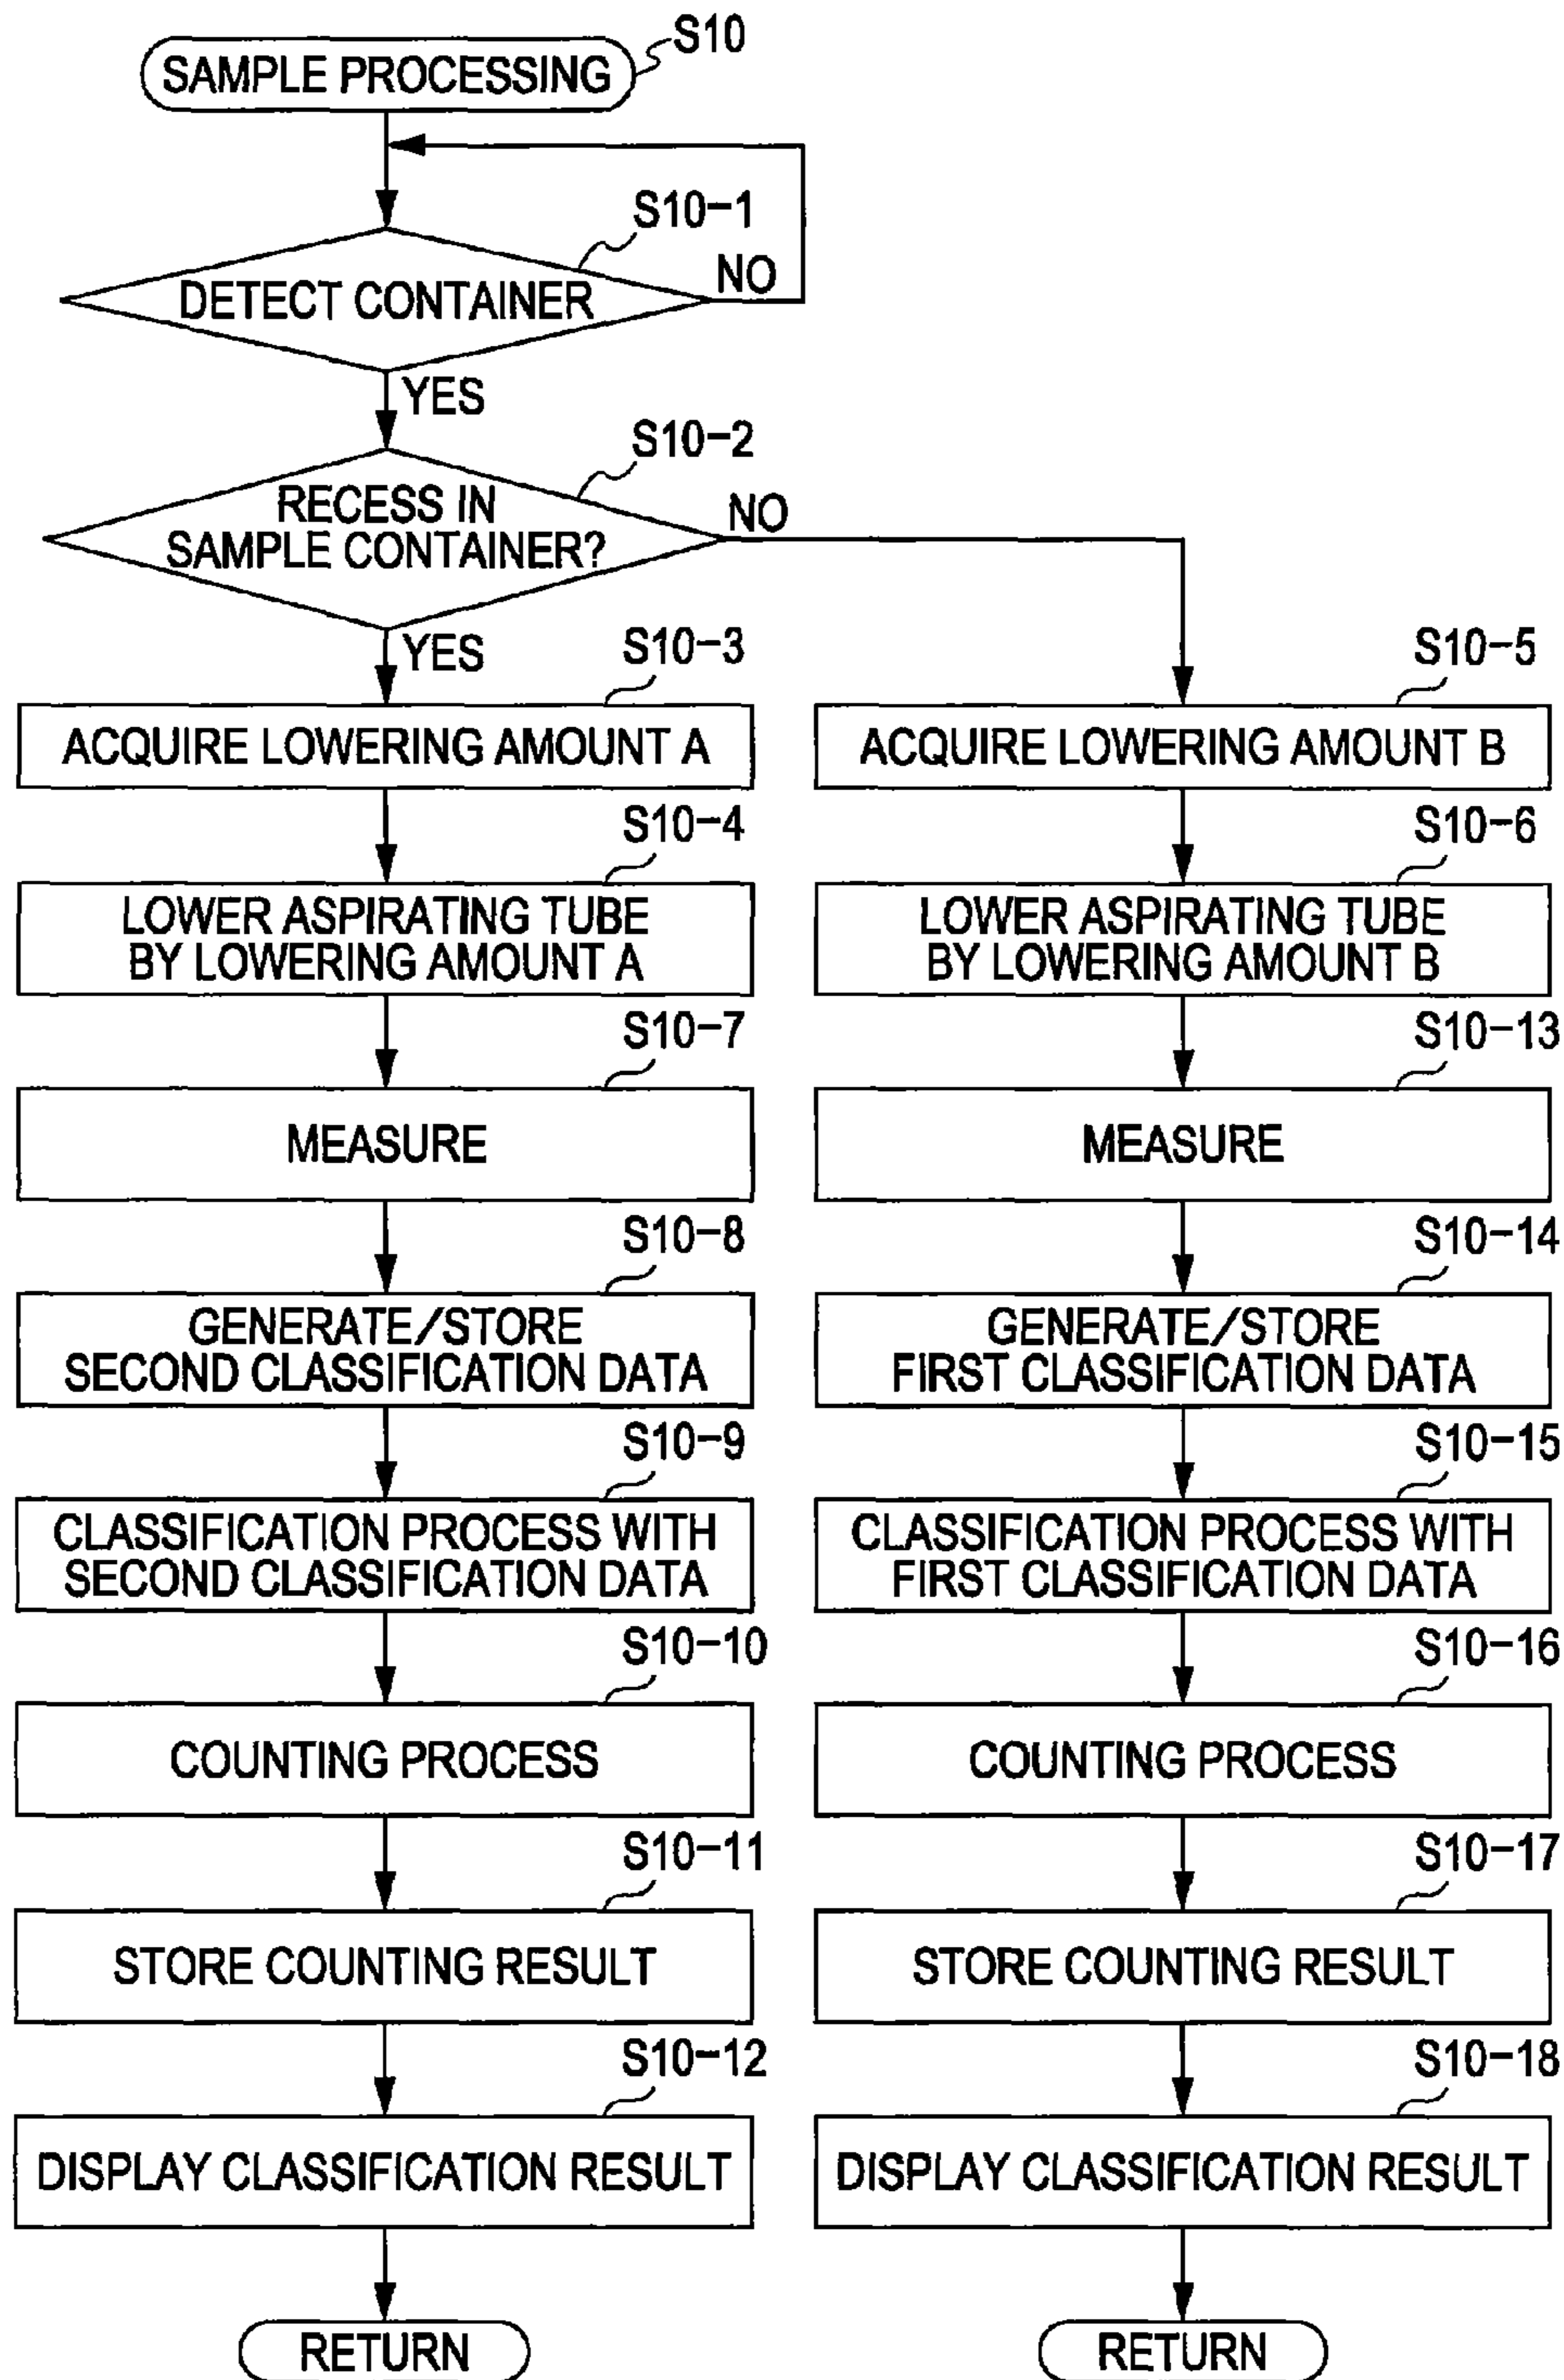 SAMPLE PROCESSING
S10
S10-1
DETECT CONTAINER
NO
YES
S10-2
RECESS IN
SAMPLE CONTAINER?
NO
YES
S10-3
ACQUIRE LOWERING AMOUNT A
S10-4
LOWER ASPIRATING TUBE
BY LOWERING AMOUNT A
S10-7
MEASURE
S10-8
GENERATE/STORE
SECOND CLASSIFICATION DATA
S10-9
CLASSIFICATION PROCESS WITH
SECOND CLASSIFICATION DATA
S10-10
COUNTING PROCESS
S10-11
STORE COUNTING RESULT
S10-12
DISPLAY CLASSIFICATION RESULT
RETURN
S10-5
ACQUIRE LOWERING AMOUNT B
S10-6
LOWER ASPIRATING TUBE
BY LOWERING AMOUNT B
S10-13
MEASURE
S10-14
GENERATE/STORE
FIRST CLASSIFICATION DATA
S10-15
CLASSIFICATION PROCESS WITH
FIRST CLASSIFICATION DATA
S10-16
COUNTING PROCESS
S10-17
STORE COUNTING RESULT
S10-18
DISPLAY CLASSIFICATION RESULT
RETURN